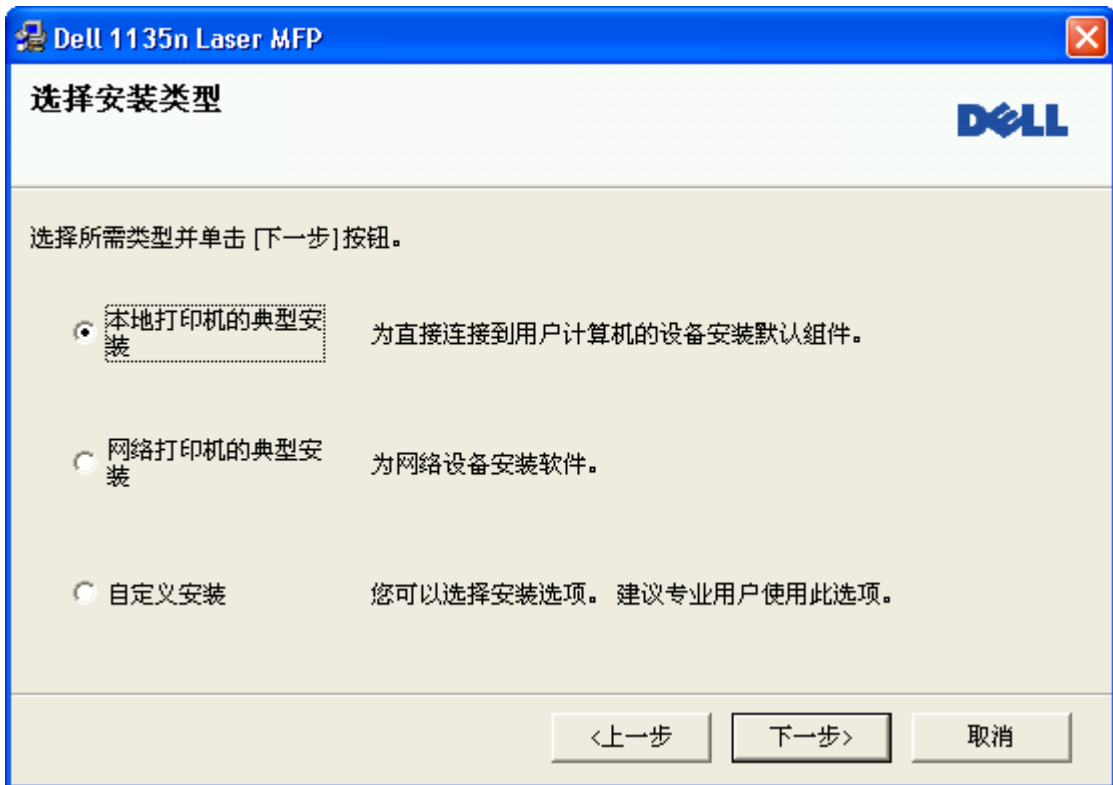 Dell 1135n Laser MFP
选择安装类型
DELL
选择所需类型并单击 [下一步] 按钮。
本地打印机的典型安
装
为直接连接到用户计算机的设备安装默认组件。
网络打印机的典型安
装
为网络设备安装软件。
自定义安装
您可以选择安装选项。 建议专业用户使用此选项。
<上一步
下一步>
取消